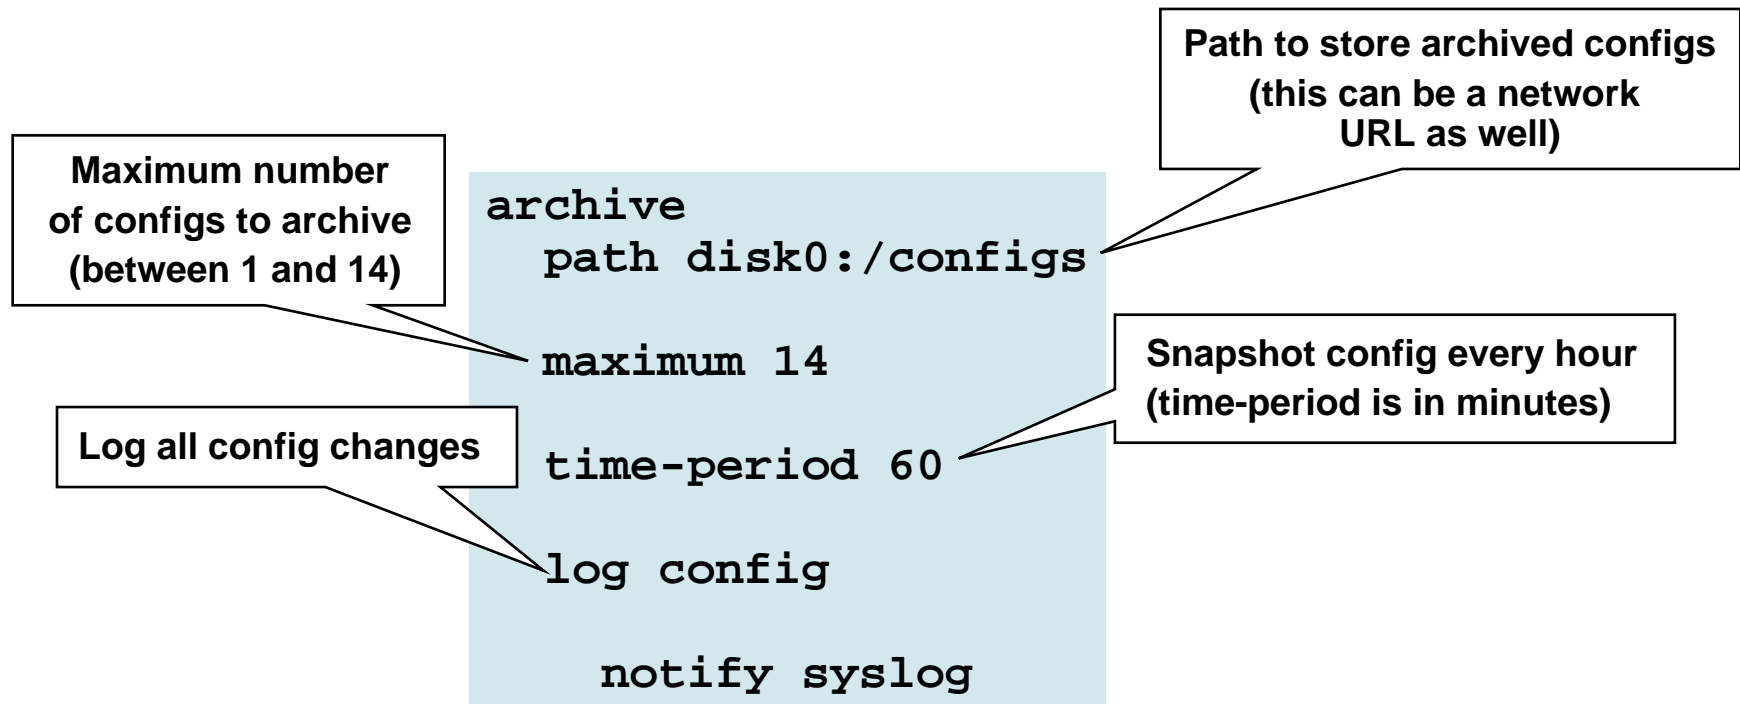 Path to store archived configs
(this can be a network
URL as well)
Maximum number
of configs to archive
(between 1 and 14)
archive
path disk0:/configs
maximum 14
Snapshot config every hour
(time-period is in minutes)
Log all config changes
time-period 60
log config
notify syslog